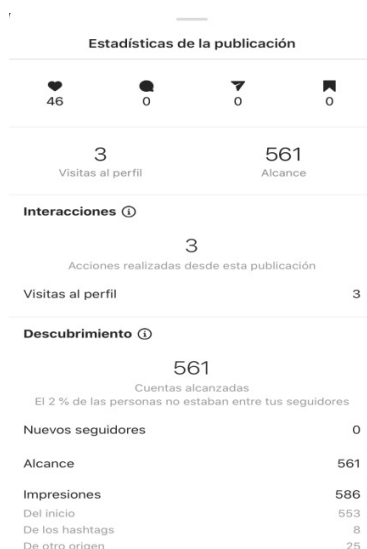 Estadísticas de la publicación
46 0 0 0
3 561
Visitas al perfil Alcance
Interacciones
3
Acciones realizadas desde esta publicación
Visitas al perfil 3
Descubrimiento
561
Cuentas alcanzadas
El 2 % de las personas no estaban entre tus seguidores
Nuevos seguidores 0
Alcance 561
Impresiones 586
Del inicio 553
De los hashtags 8
De otro origen 25